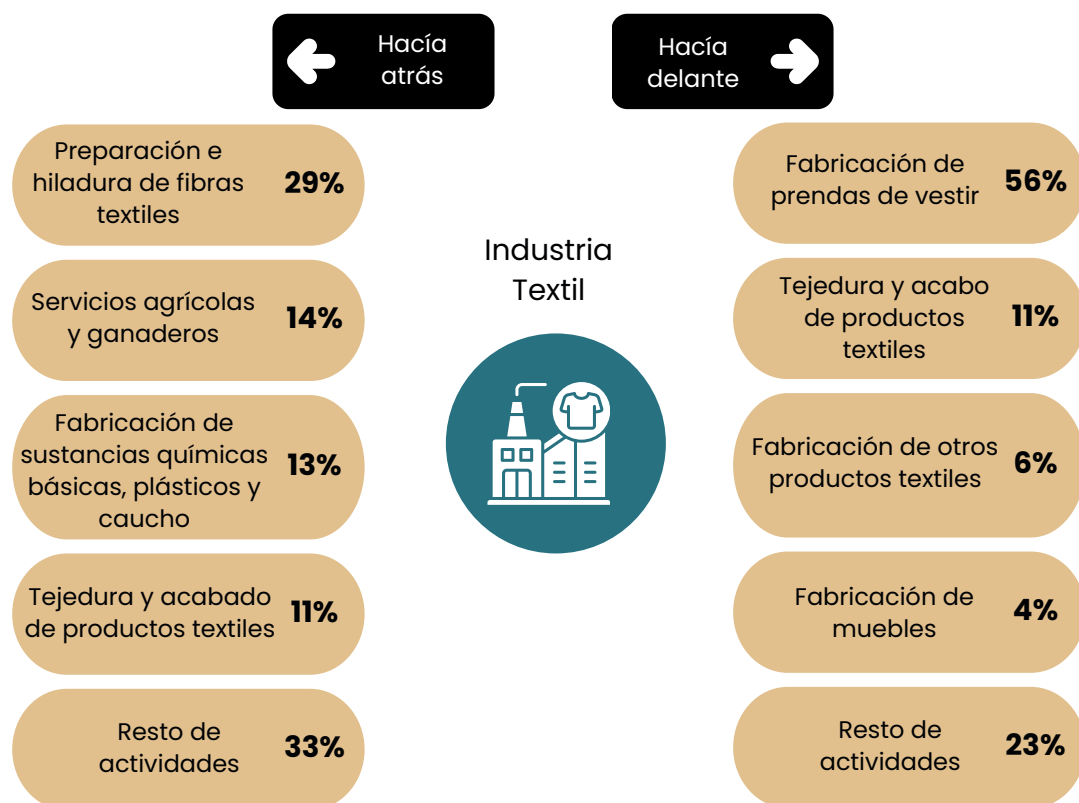 Hacía
atrás
Hacía
delante
Preparación e
hiladura de fibras
textiles
29%
Servicios agrícolas
y ganaderos
14%
Fabricación de
sustancias químicas
básicas, plásticos y
caucho
13%
Tejedura y acabado
de productos textiles
11%
Resto de
actividades
33%
Industria
Textil
Fabricación de
prendas de vestir
56%
Tejedura y acabo
de productos
textiles
11%
Fabricación de otros
productos textiles
6%
Fabricación de
muebles
4%
Resto de
actividades
23%